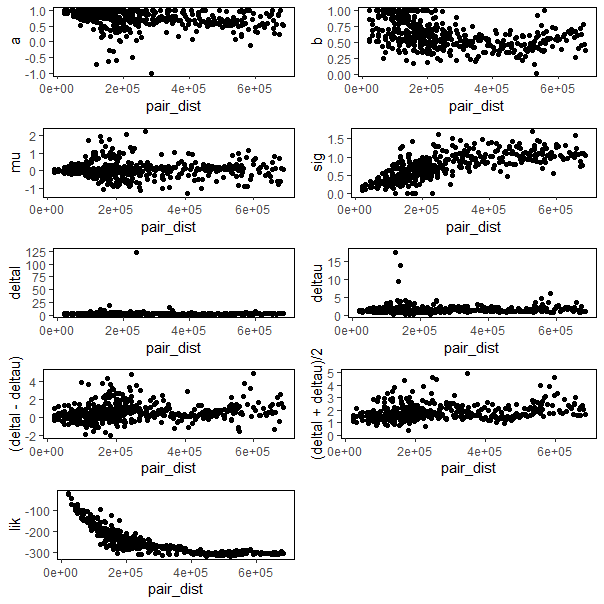 1.0
0.5
0.0
-0.5
-1.0
a
0e+00 2e+05 4e+05 6e+05
pair_dist
1.00
0.75
0.50
0.25
0.00
b
0e+00 2e+05 4e+05 6e+05
pair_dist
2
1
0
-1
mu
0e+00 2e+05 4e+05 6e+05
pair_dist
1.5
1.0
0.5
0.0
sig
0e+00 2e+05 4e+05 6e+05
pair_dist
125
100
75
50
25
0
deltal
0e+00 2e+05 4e+05 6e+05
pair_dist
15
10
5
0
deltau
0e+00 2e+05 4e+05 6e+05
pair_dist
4
2
0
-2
(deltal - deltau)
0e+00 2e+05 4e+05 6e+05
pair_dist
5
4
3
2
1
0
(deltal + deltau)/2
0e+00 2e+05 4e+05 6e+05
pair_dist
-100
-200
-300
lik
0e+00 2e+05 4e+05 6e+05
pair_dist